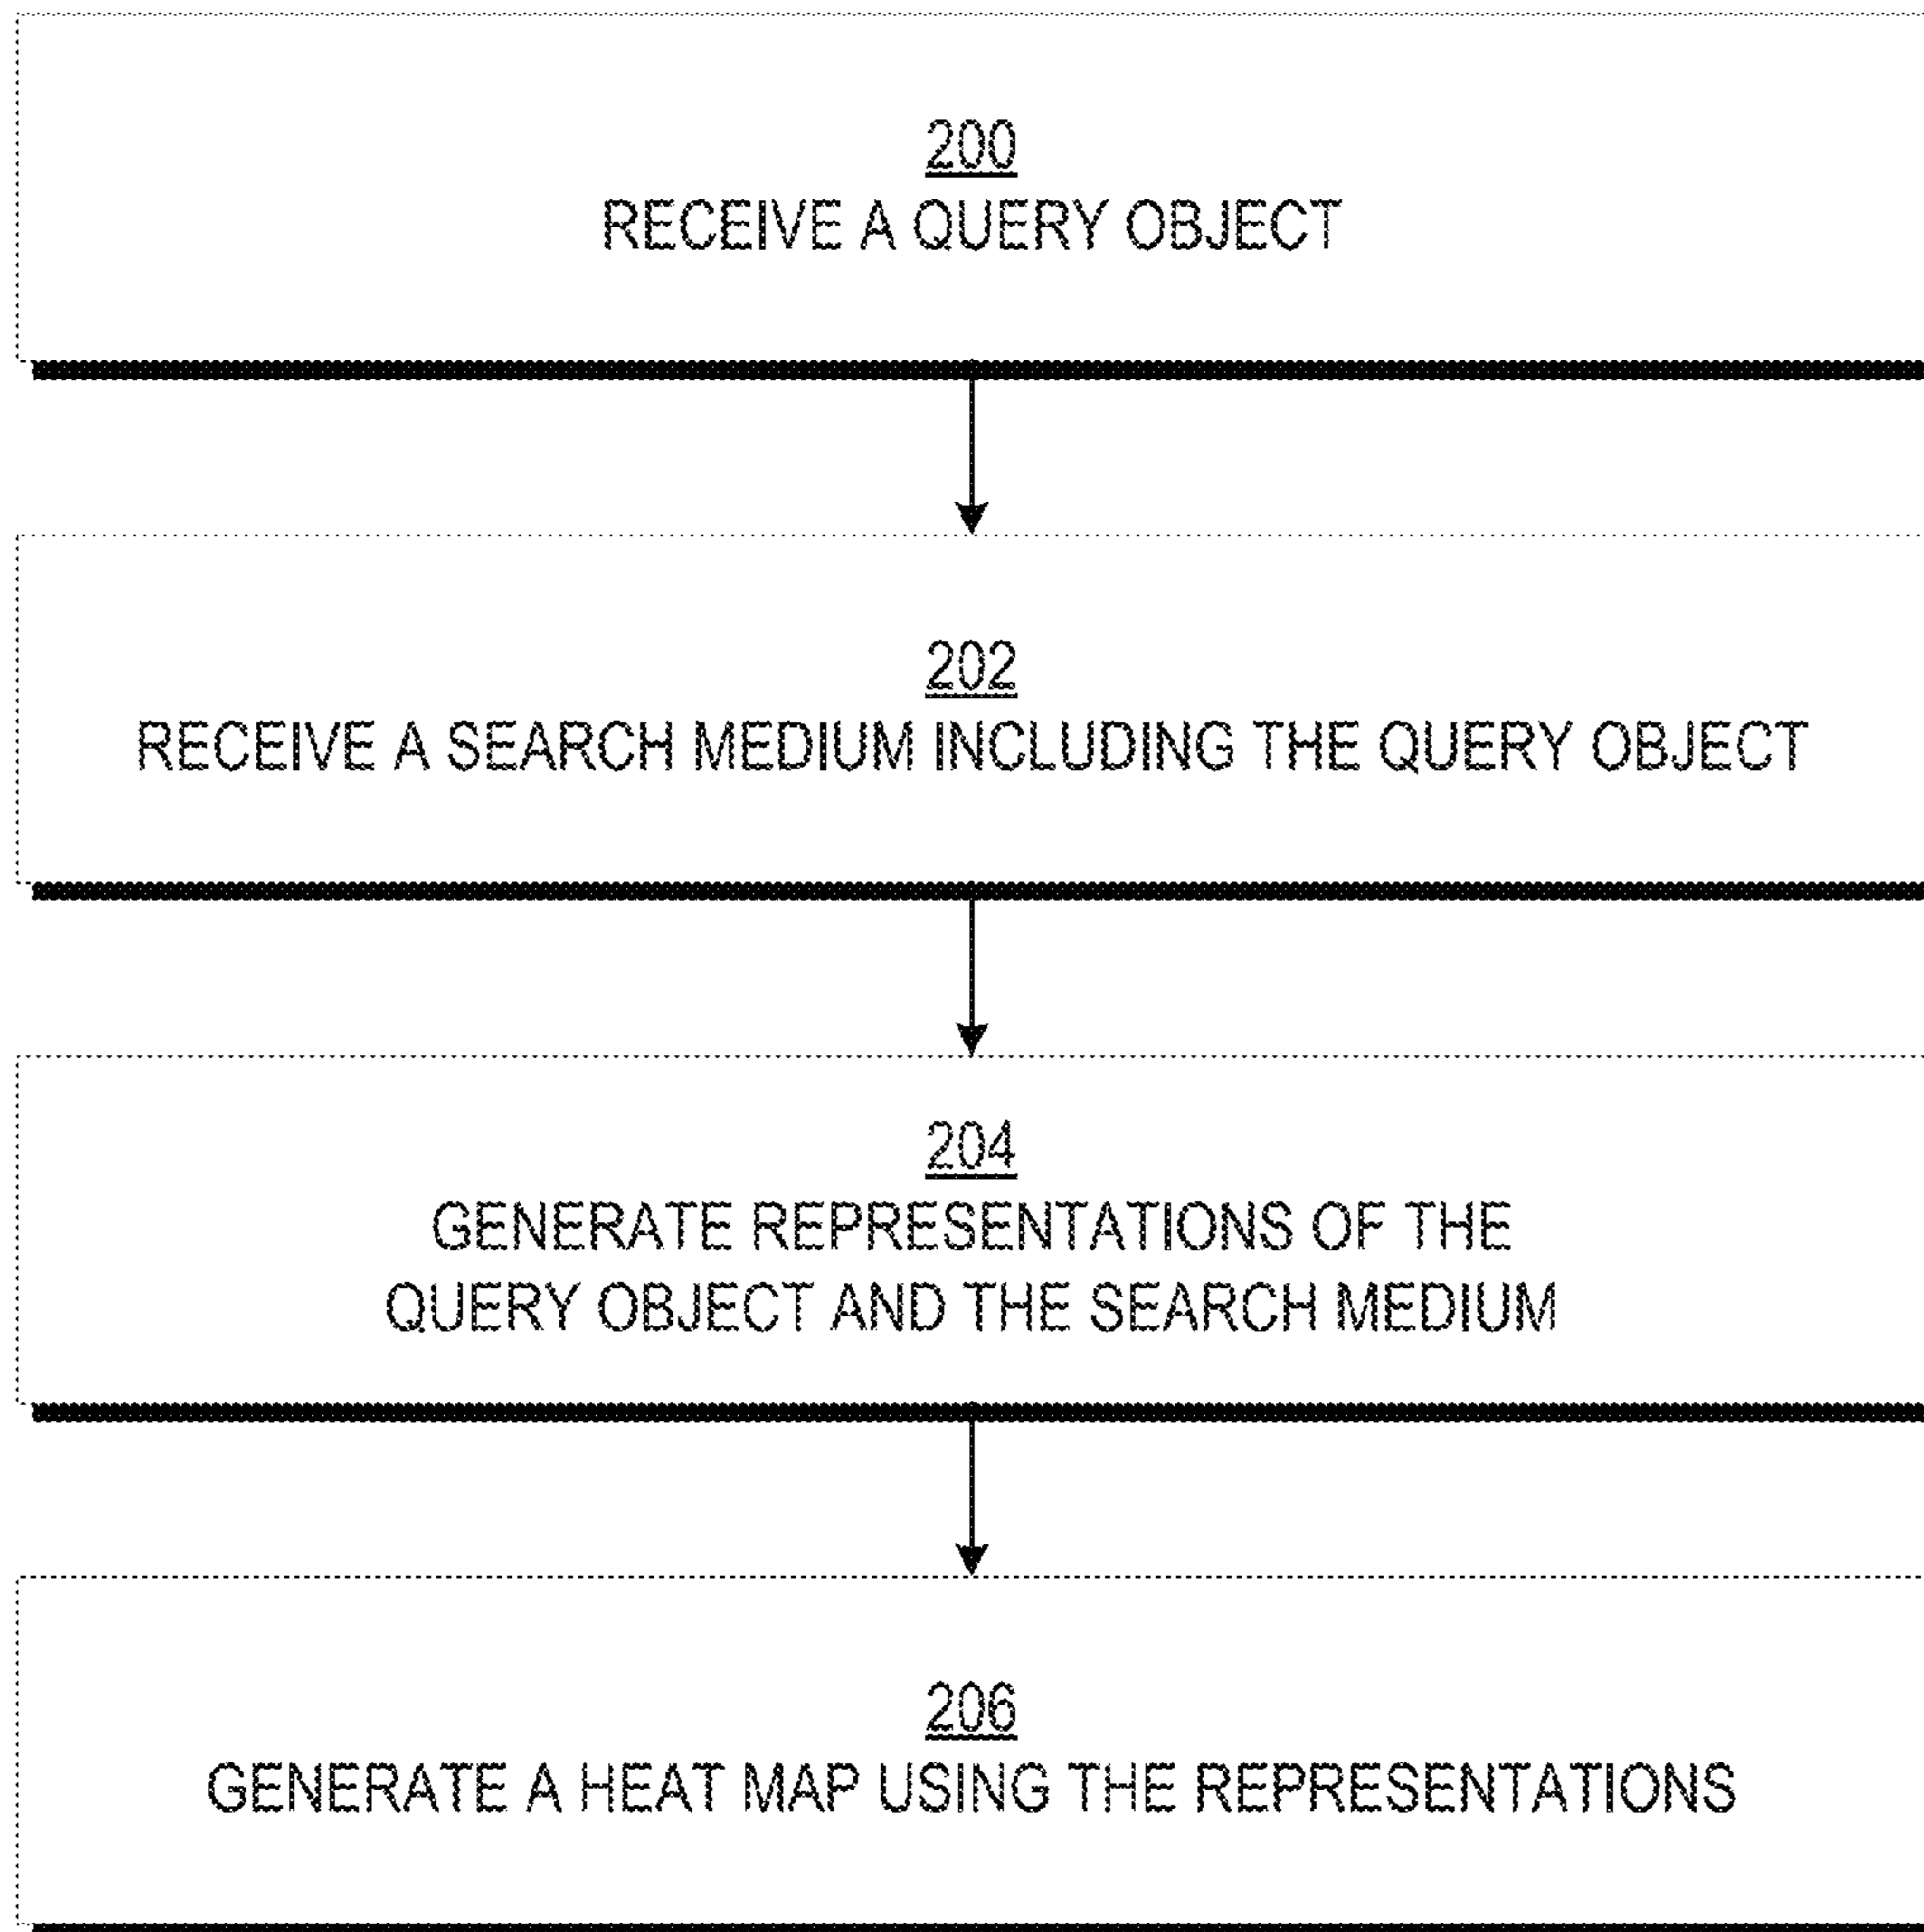 200
RECEIVE A QUERY OBJECT
202
RECEIVE A SEARCH MEDIUM INCLUDING THE QUERY OBJECT
204
GENERATE REPRESENTATIONS OF THE
QUERY OBJECT AND THE SEARCH MEDIUM
206
GENERATE A HEAT MAP USING THE REPRESENTATIONS